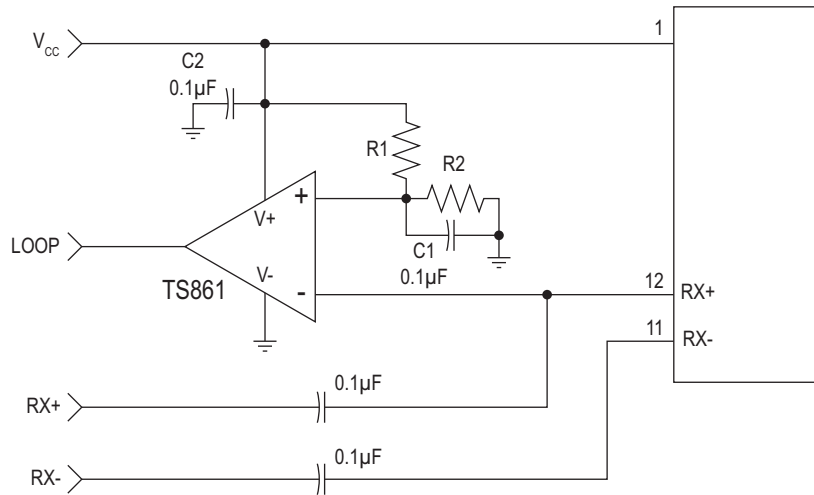 V_CC
1
C2
0.1µF
R1
R2
+
V+
C1
0.1µF
LOOP
V-
-
TS861
12
RX+
11
RX-
0.1µF
RX+
0.1µF
RX-